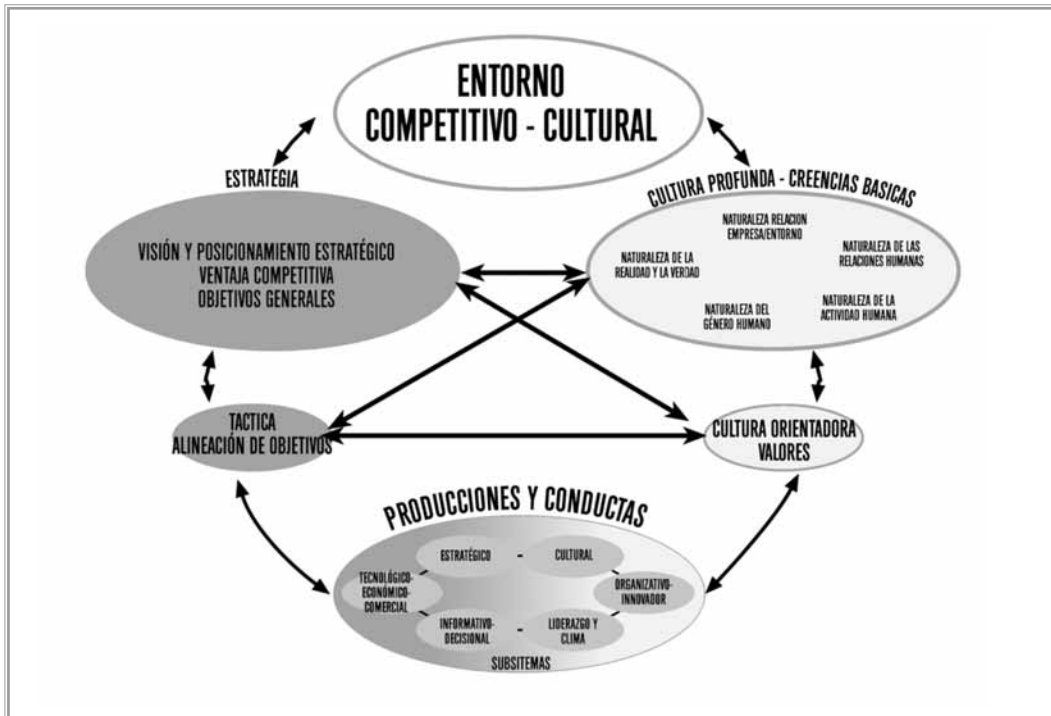 ENTORNO
COMPETITIVO - CULTURAL
ESTRATEGIA
VISIÓN Y POSICIONAMIENTO ESTRATÉGICO
VENTAJA COMPETITIVA
OBJETIVOS GENERALES
CULTURA PROFUNDA - CREENCIAS BASICAS
NATURALEZA RELACION
EMPRESA/ENTORNO
NATURALEZA DE LA
REALIDAD Y LA VERDAD
NATURALEZA DE LAS
RELACIONES HUMANAS
NATURALEZA DEL
GÉNERO HUMANO
NATURALEZA DE LA
ACTIVIDAD HUMANA
TACTICA
ALINEACIÓN DE OBJETIVOS
CULTURA ORIENTADORA
VALORES
PRODUCCIONES Y CONDUCTAS
ESTRATÉGICO
-
CULTURAL
TECNOLÓGICO-
ECONÓMICO-
COMERCIAL
ORGANIZATIVO-
INNOVADOR
INFORMATIVO-
DECISIONAL
-
LIDERAZGO Y
CLIMA
SUBSITEMAS